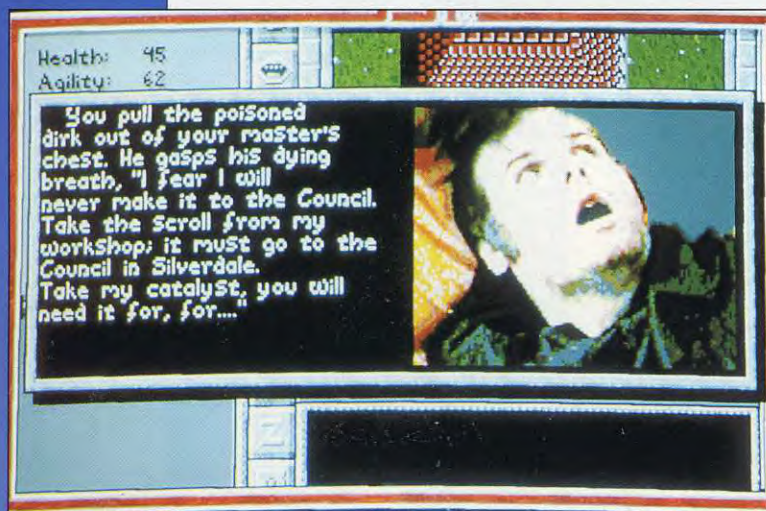 Health: 45
Agility: 62
You pull the poisoned
dirk out of your master's
chest. He gasps his dying
breath, "I fear I will
never make it to the Council.
Take the Scroll from my
workshop; it must go to the
Council in Silverdale.
Take my catalyst, you will
need it for, for...."